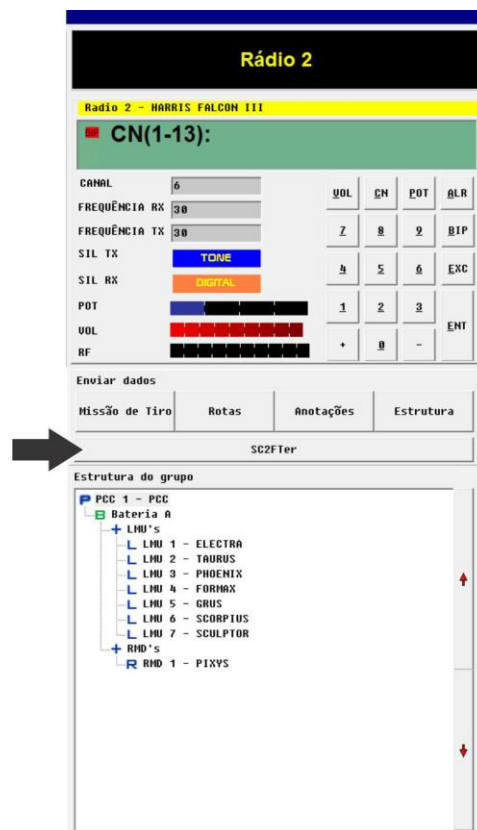 Rádio 2
Radio 2 - HARRIS FALCON III
BIP CN(1-13):
CANAL 6
FREQUÊNCIA RX 30
FREQUÊNCIA TX 30
SIL TX TONE
SIL RX DIGITAL
POT
VOL
RF
VOL CN POT ALR
7 8 9 BIP
4 5 6 EXC
1 2 3
ENT
+ 0 -
Enviar dados
Missão de Tiro Rotas Anotações Estrutura
SC2FTer
Estrutura do grupo
P PCC 1 - PCC
B Bateria A
+ LMU's
L LMU 1 - ELECTRA
L LMU 2 - TAURUS
L LMU 3 - PHOENIX
L LMU 4 - FORMAX
L LMU 5 - GRUS
L LMU 6 - SCORPIUS
L LMU 7 - SCULPTOR
+ RMD's
R RMD 1 - PIXYS